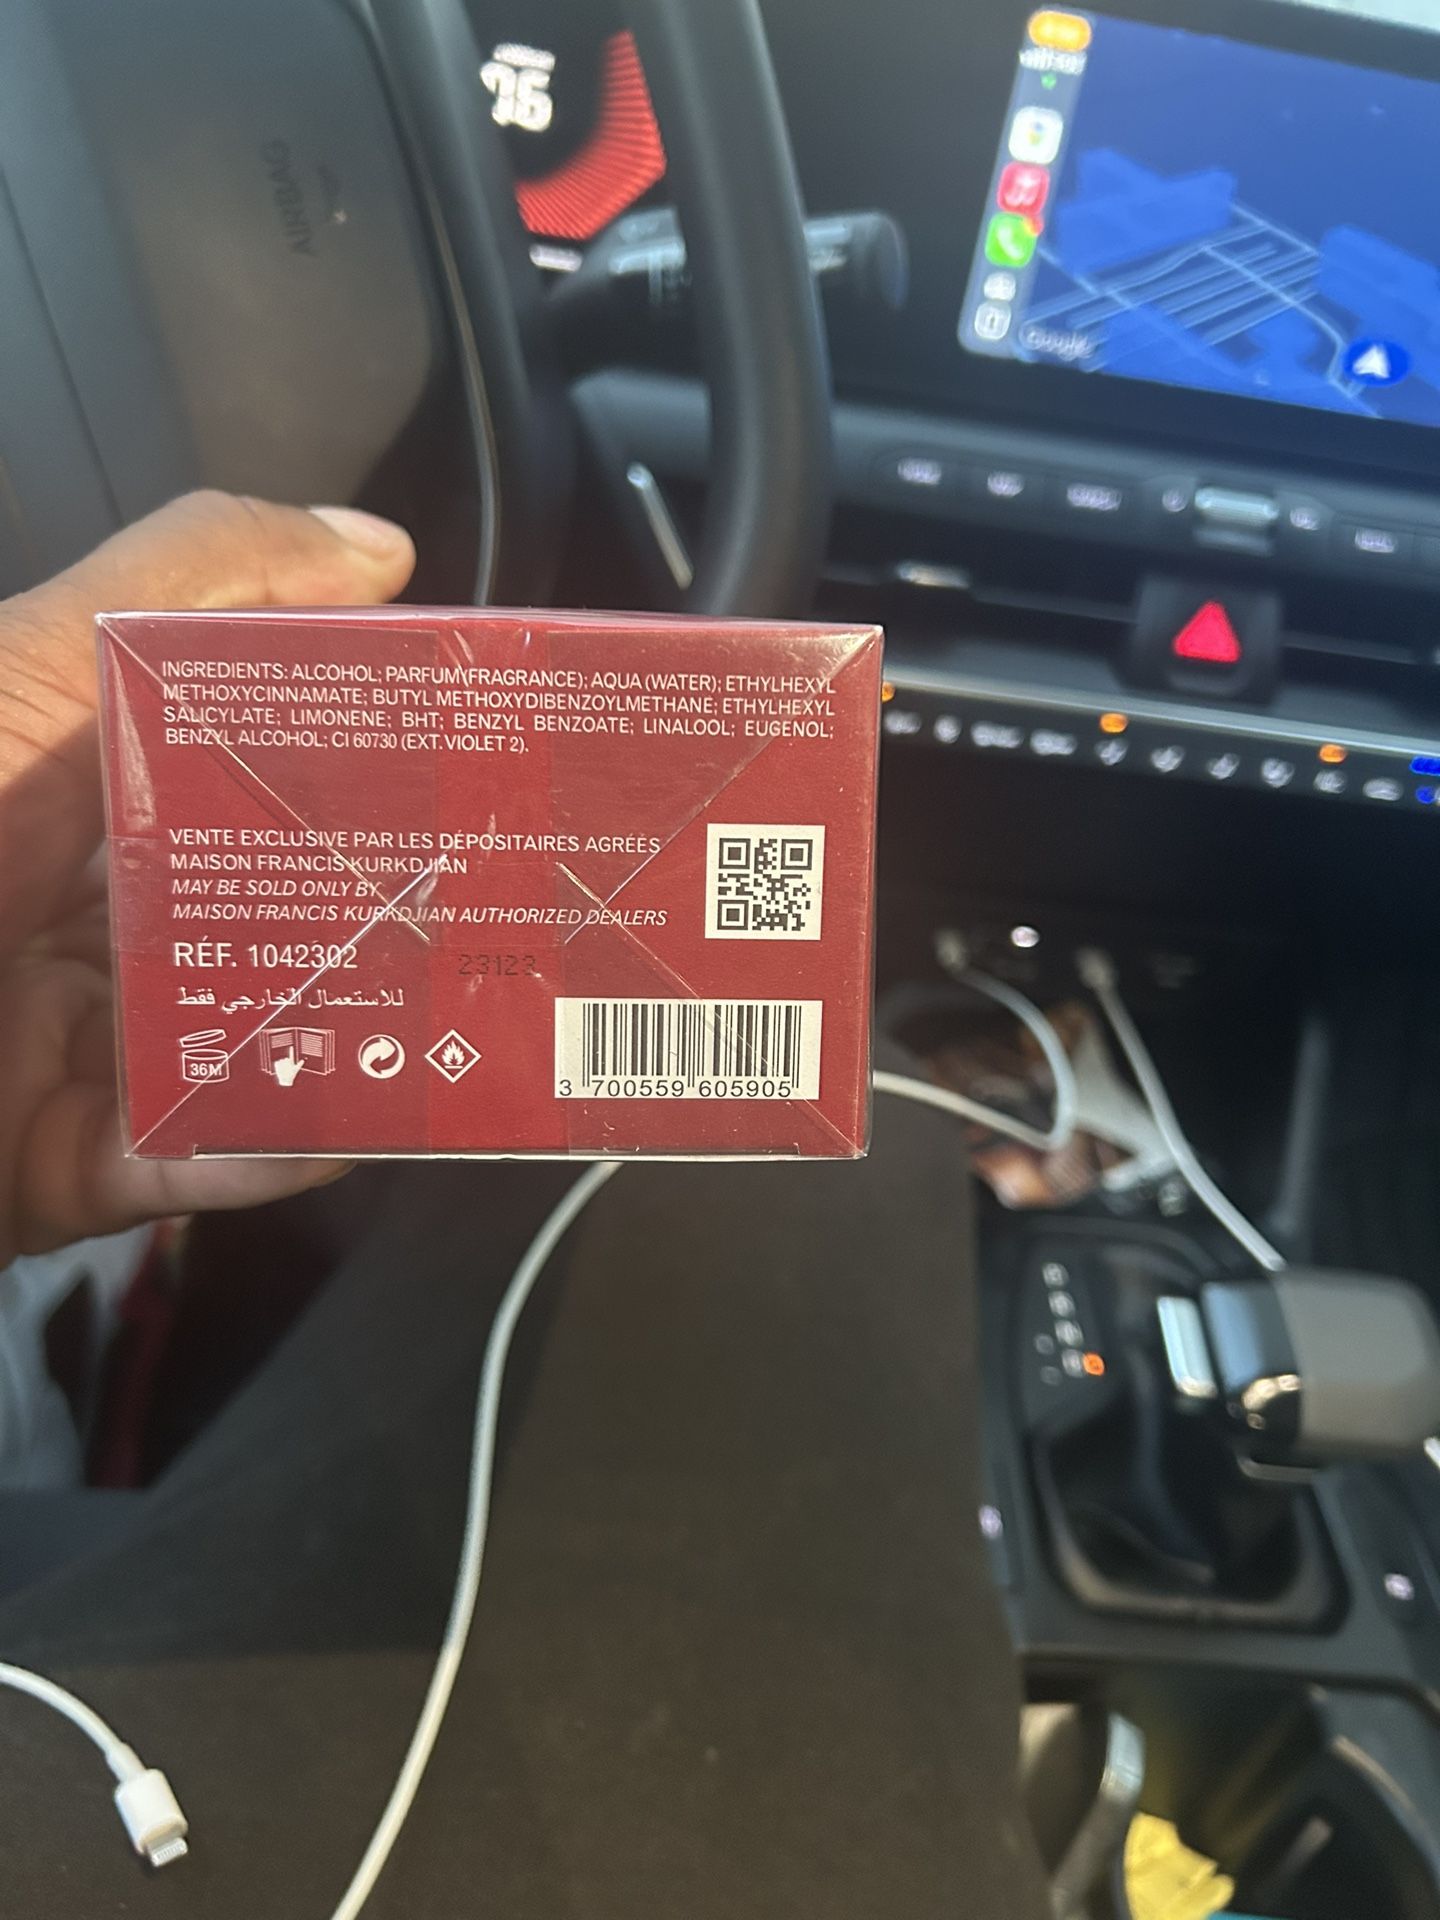 AIRBAG
INGREDIENTS: ALCOHOL; PARFUM (FRAGRANCE); AQUA (WATER); ETHYLHEXYL
METHOXYCINNAMATE; BUTYL METHOXYDIBENZOYLMETHANE; ETHYLHEXYL
SALICYLATE; LIMONENE; BHT; BENZYL BENZOATE; LINALOOL; EUGENOL;
BENZYL ALCOHOL; CI 60730 (EXT. VIOLET 2).
VENTE EXCLUSIVE PAR LES DÉPOSITAIRES AGRÉÉS
MAISON FRANCIS KURKDJIAN
MAY BE SOLD ONLY BY
MAISON FRANCIS KURKDJIAN AUTHORIZED DEALERS
RÉF. 1042302
23123
للاستعمال الخارجي فقط
36M
3 700559 605905
Google